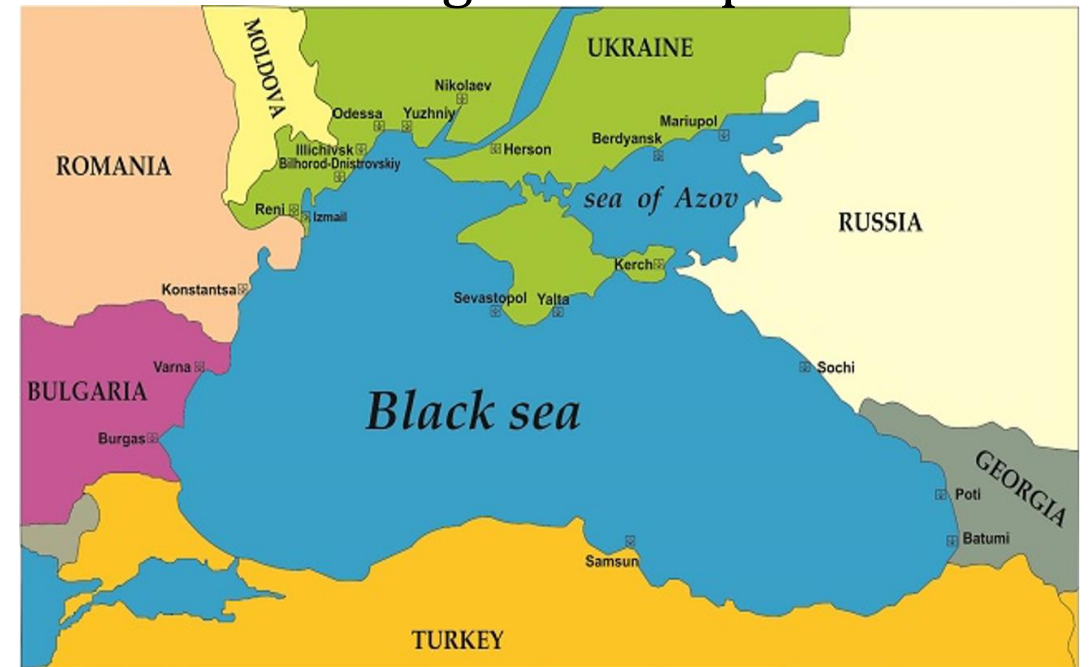 UKRAINE
MOLDOVA
Nikolaev
Odessa
Yuzhniy
Mariupol
Berdyansk
Illichivsk
Herson
Bilhorod-Dnistrovskiy
ROMANIA
sea of Azov
Reni
Izmail
RUSSIA
Kerch
Konstantsa
Sevastopol
Yalta
Varna
Sochi
BULGARIA
Black sea
Burgas
GEORGIA
Poti
Batumi
Samsun
TURKEY